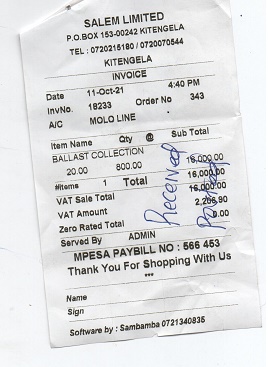 SALEM LIMITED
P.O.BOX 153-00242 KITENGELA
TEL : 0720215180 / 0720070544
KITENGELA
INVOICE
Date 11-Oct-21 4:40 PM
InvNo. 18233 Order No 343
A/C MOLO LINE
Item Name Qty @ Sub Total
BALLAST COLLECTION
20.00 800.00 16,000.00
#Items 1 Total 16,000.00
VAT Sale Total 16,000.00
VAT Amount 2,206.90
Zero Rated Total 0.00
Served By ADMIN
Received
MPESA PAYBILL NO : 566 453
Thank You For Shopping With Us
***
Name
Sign
Software by : Sambamba 0721340835